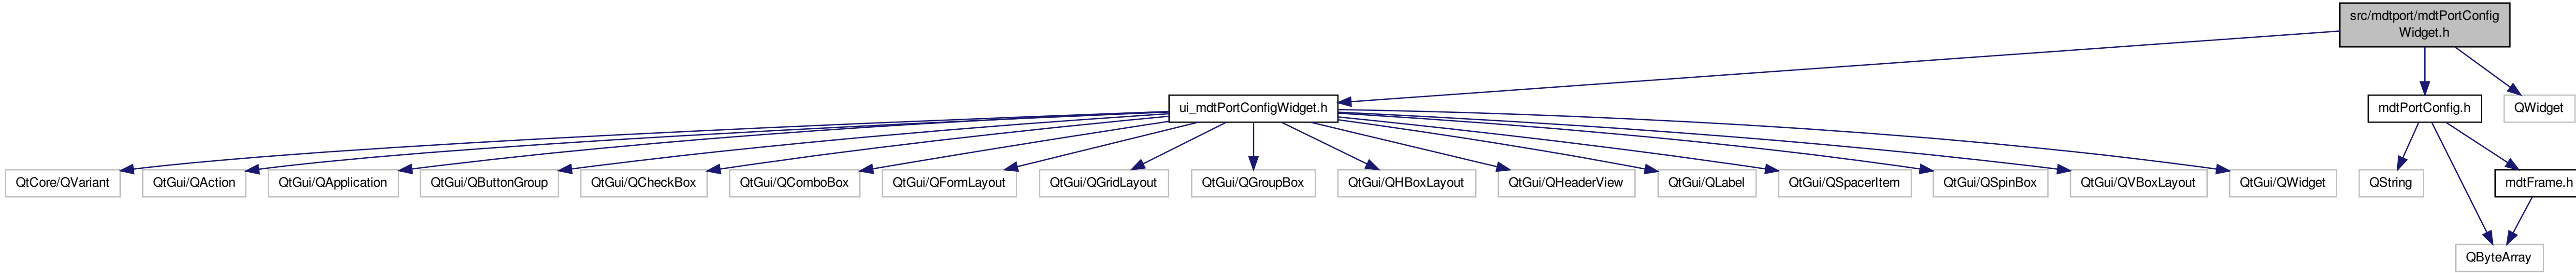 src/mdtport/mdtPortConfig
Widget.h
ui_mdtPortConfigWidget.h
mdtPortConfig.h
QWidget
QtCore/QVariant
QtGui/QAction
QtGui/QApplication
QtGui/QButtonGroup
QtGui/QCheckBox
QtGui/QComboBox
QtGui/QFormLayout
QtGui/QGridLayout
QtGui/QGroupBox
QtGui/QHBoxLayout
QtGui/QHeaderView
QtGui/QLabel
QtGui/QSpacerItem
QtGui/QSpinBox
QtGui/QVBoxLayout
QtGui/QWidget
QString
mdtFrame.h
QByteArray